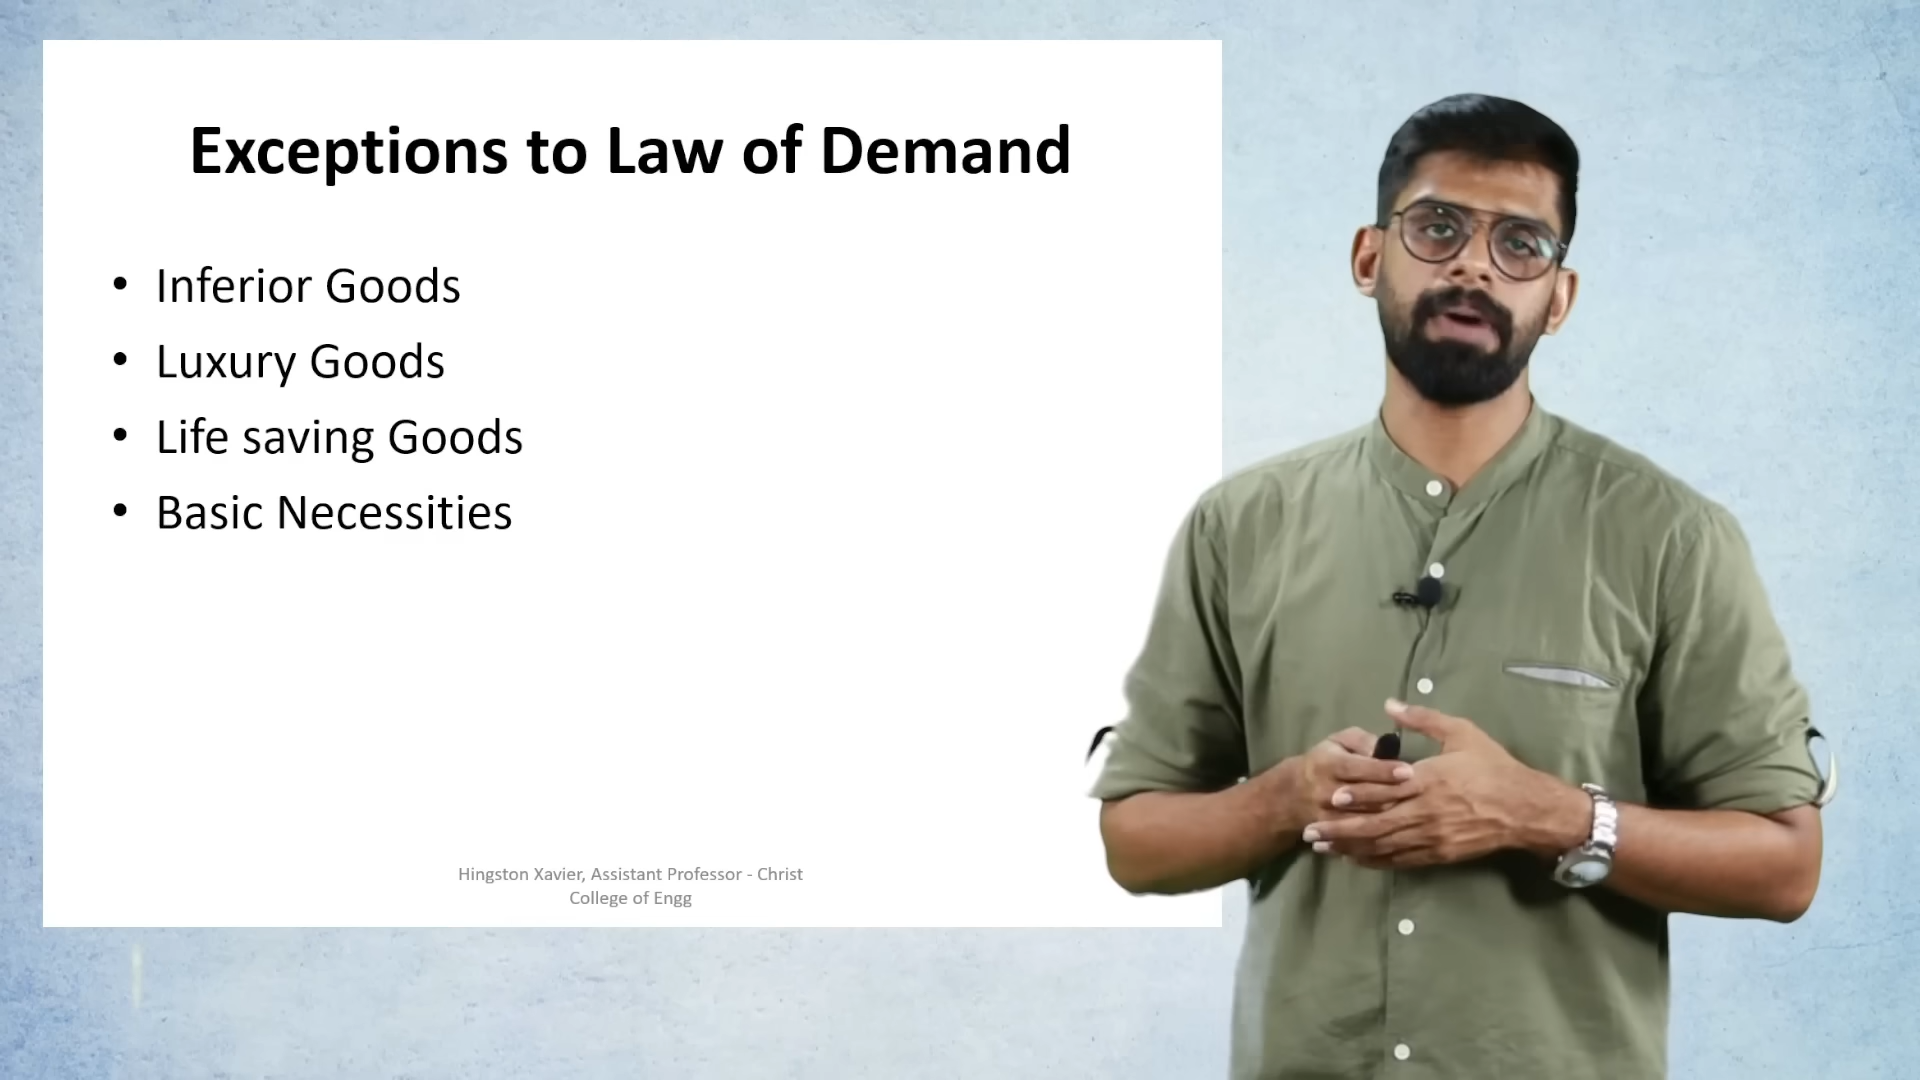 Exceptions to Law of Demand
• Inferior Goods
• Luxury Goods
• Life saving Goods
• Basic Necessities
Hingston Xavier, Assistant Professor - Christ
College of Engg